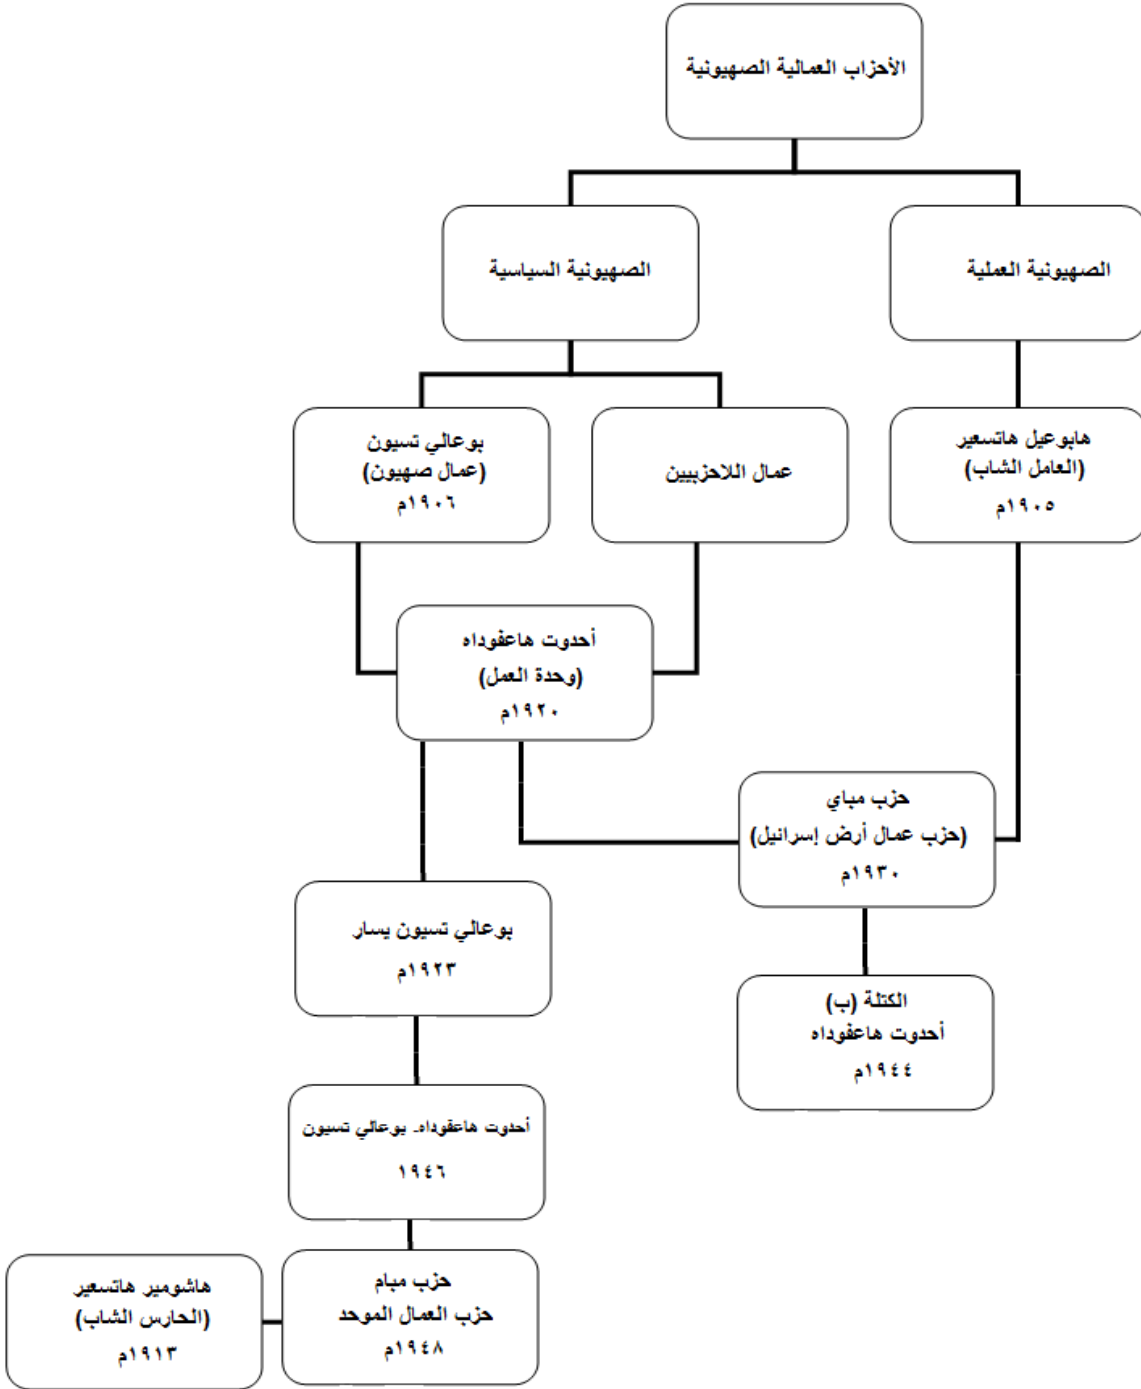 الأحزاب العمالية الصهيونية
الصهيونية العملية
الصهيونية السياسية
هابوعيل هاتسعير
(العامل الشاب)
١٩٠٥م
عمال اللاحزبيين
بوعالي تسيون
(عمال صهيون)
١٩٠٦م
أحدوت هاعفوداه
(وحدة العمل)
١٩٢٠م
حزب مباي
(حزب عمال أرض إسرائيل)
١٩٣٠م
بوعالي تسيون يسار
١٩٢٣م
الكتلة (ب)
أحدوت هاعفوداه
١٩٤٤م
أحدوت هاعفوداه- بوعالي تسيون
١٩٤٦
حزب مبام
حزب العمال الموحد
١٩٤٨م
هاشومير هاتسعير
(الحارس الشاب)
١٩١٣م